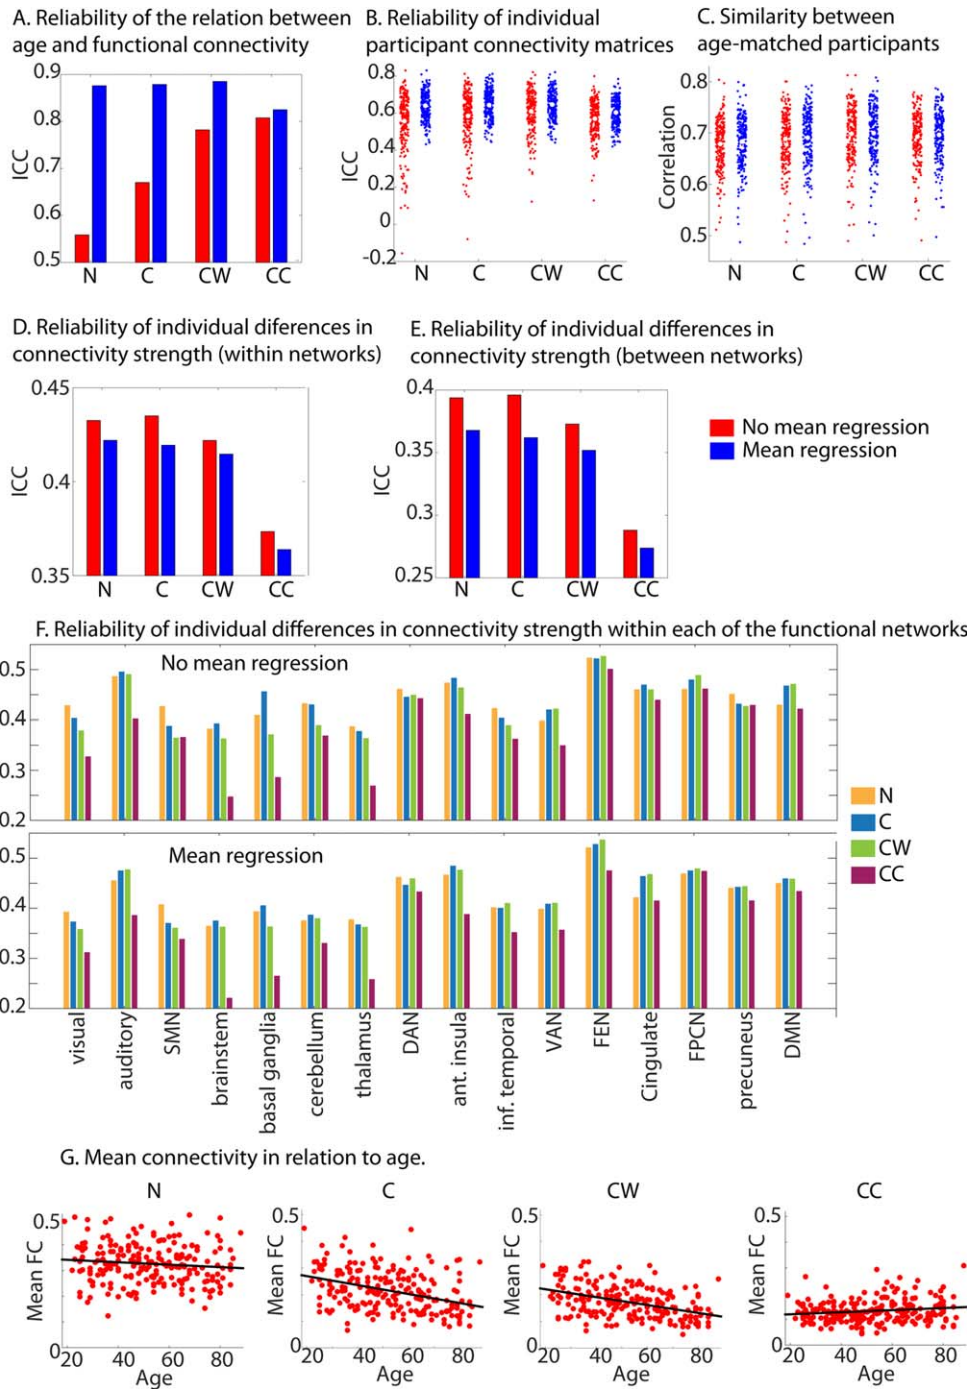 A. Reliability of the relation between
age and functional connectivity
B. Reliability of individual
participant connectivity matrices
C. Similarity between
age-matched participants
0.9
0.8
0.7
0.6
0.5
ICC
N C CW CC
0.8
0.6
0.4
0.2
0
-0.2
ICC
N C CW CC
0.8
0.7
0.6
0.5
Correlation
N C CW CC
D. Reliability of individual diferences in
connectivity strength (within networks)
E. Reliability of individual differences in
connectivity strength (between networks)
0.45
0.4
0.35
ICC
N C CW CC
0.4
0.35
0.3
0.25
ICC
N C CW CC
No mean regression
Mean regression
F. Reliability of individual differences in connectivity strength within each of the functional networks
No mean regression
0.5
0.4
0.3
0.2
Mean regression
0.5
0.4
0.3
0.2
N
C
CW
CC
visual
auditory
SMN
brainstem
basal ganglia
cerebellum
thalamus
DAN
ant. insula
inf. temporal
VAN
FEN
Cingulate
FPCN
precuneus
DMN
G. Mean connectivity in relation to age.
N
0.5
0
Mean FC
20 40 60 80
Age
C
0.5
0
Mean FC
20 40 60 80
Age
CW
0.5
0
Mean FC
20 40 60 80
Age
CC
0.5
0
Mean FC
20 40 60 80
Age